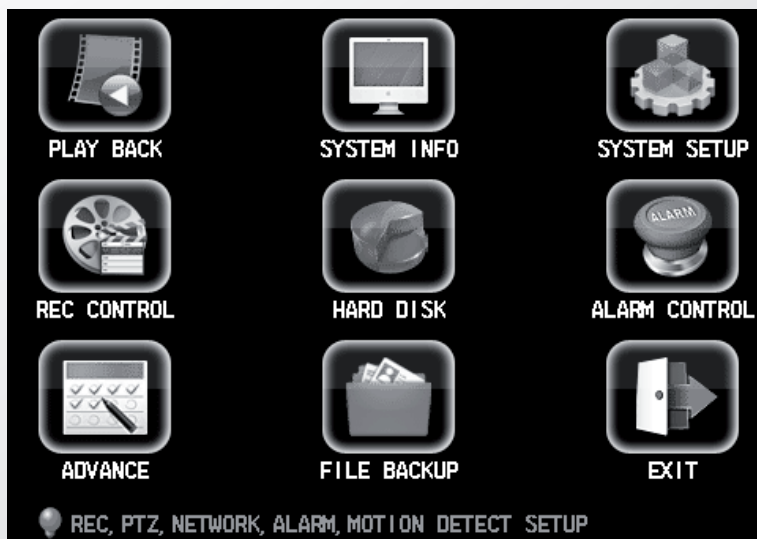 PLAY BACK
SYSTEM INFO
SYSTEM SETUP
REC CONTROL
HARD DISK
ALARM
ALARM CONTROL
ADVANCE
FILE BACKUP
EXIT
REC, PTZ, NETWORK, ALARM, MOTION DETECT SETUP